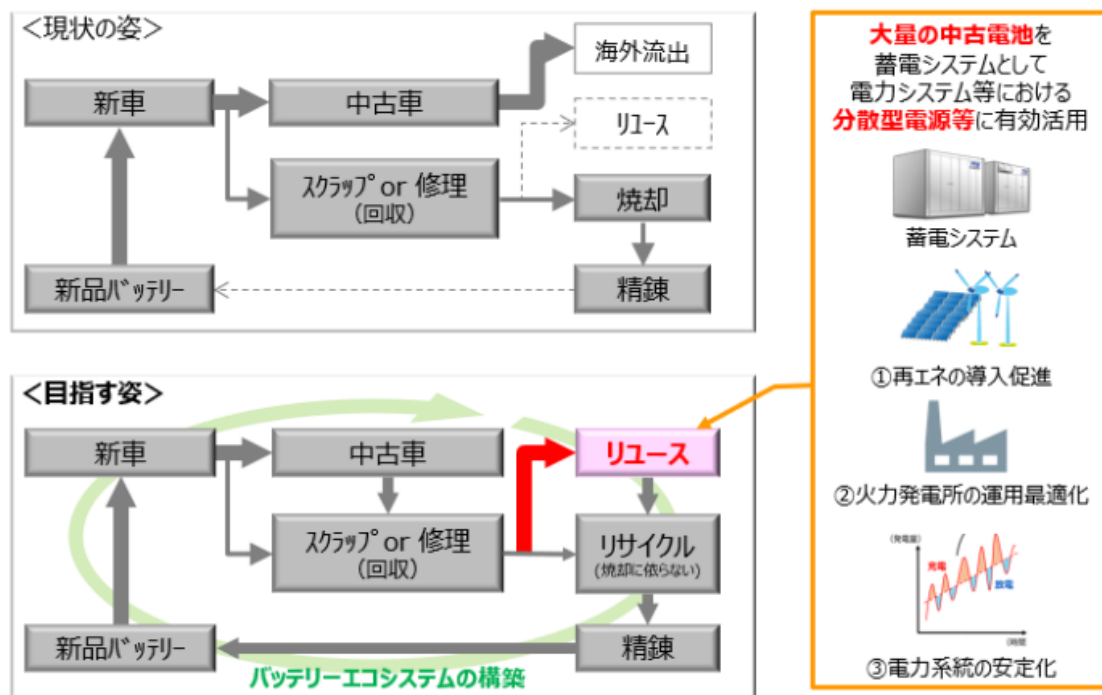 <現状の姿>
新車
中古車
海外流出
リユース
スクラップ or 修理
(回収)
焼却
新品バッテリー
精錬
<目指す姿>
新車
中古車
リユース
スクラップ or 修理
(回収)
リサイクル
(焼却に依らない)
新品バッテリー
精錬
バッテリーエコシステムの構築
大量の中古電池を
蓄電システムとして
電力システム等における
分散型電源等に有効活用
蓄電システム
①再エネの導入促進
②火力発電所の運用最適化
(発電量)
充電
放電
(時間)
③電力系統の安定化